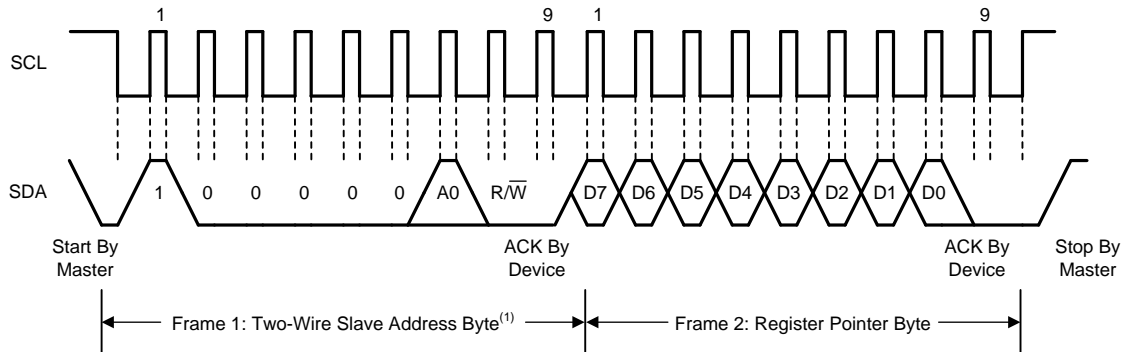 1 9 1 9
SCL
SDA
1 0 0 0 0 0 A0 R/W̅ D7 D6 D5 D4 D3 D2 D1 D0
Start By
Master
ACK By
Device
ACK By
Device
Stop By
Master
Frame 1: Two-Wire Slave Address Byte(1)
Frame 2: Register Pointer Byte